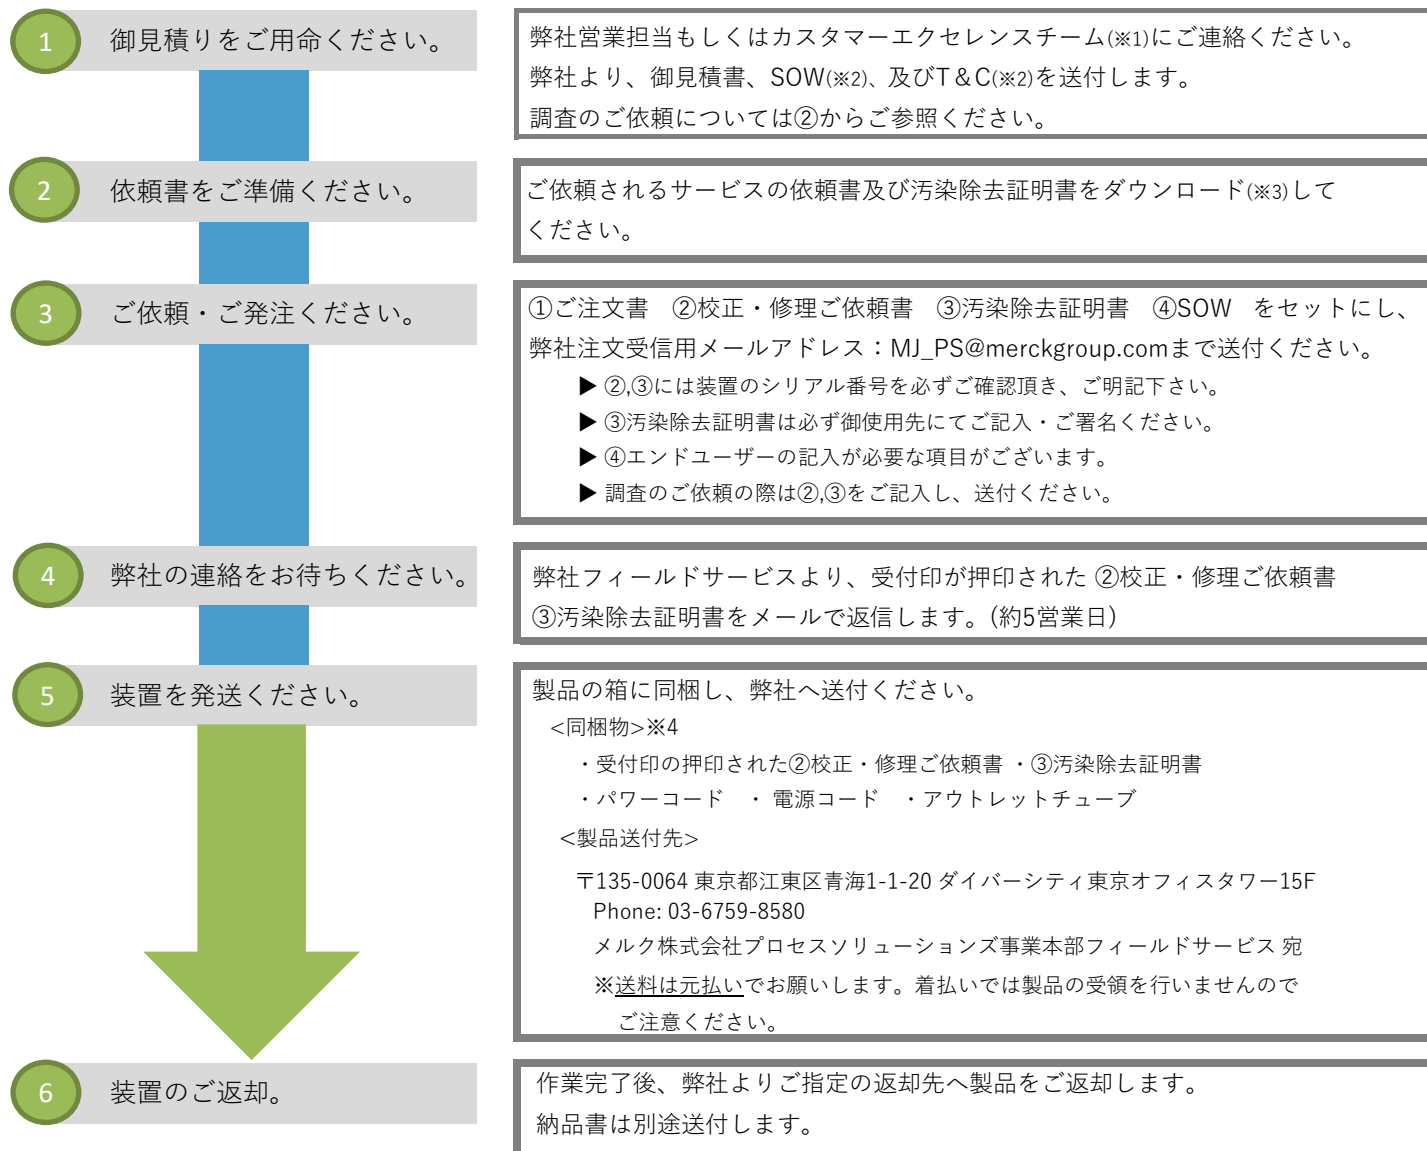 1
御見積りをご用命ください。
弊社営業担当もしくはカスタマーエクセレンスチーム(※1)にご連絡ください。
弊社より、御見積書、SOW(※2)、及びT＆C(※2)を送付します。
調査のご依頼については②からご参照ください。
2
依頼書をご準備ください。
ご依頼されるサービスの依頼書及び汚染除去証明書をダウンロード(※3)して
ください。
3
ご依頼・ご発注ください。
①ご注文書　②校正・修理ご依頼書　③汚染除去証明書　④SOW　をセットにし、
弊社注文受信用メールアドレス：MJ_PS@merckgroup.comまで送付ください。
▶ ②,③には装置のシリアル番号を必ずご確認頂き、ご明記下さい。
▶ ③汚染除去証明書は必ず御使用先にてご記入・ご署名ください。
▶ ④エンドユーザーの記入が必要な項目がございます。
▶ 調査のご依頼の際は②,③をご記入し、送付ください。
4
弊社の連絡をお待ちください。
弊社フィールドサービスより、受付印が押印された ②校正・修理ご依頼書
③汚染除去証明書をメールで返信します。(約5営業日)
5
装置を発送ください。
製品の箱に同梱し、弊社へ送付ください。
<同梱物>※4
・受付印の押印された②校正・修理ご依頼書 ・③汚染除去証明書
・パワーコード　・ 電源コード　・アウトレットチューブ
<製品送付先>
〒135-0064 東京都江東区青海1-1-20 ダイバーシティ東京オフィスタワー15F
Phone: 03-6759-8580
メルク株式会社プロセスソリューションズ事業本部フィールドサービス 宛
※送料は元払いでお願いします。着払いでは製品の受領を行いませんので
ご注意ください。
6
装置のご返却。
作業完了後、弊社よりご指定の返却先へ製品をご返却します。
納品書は別途送付します。